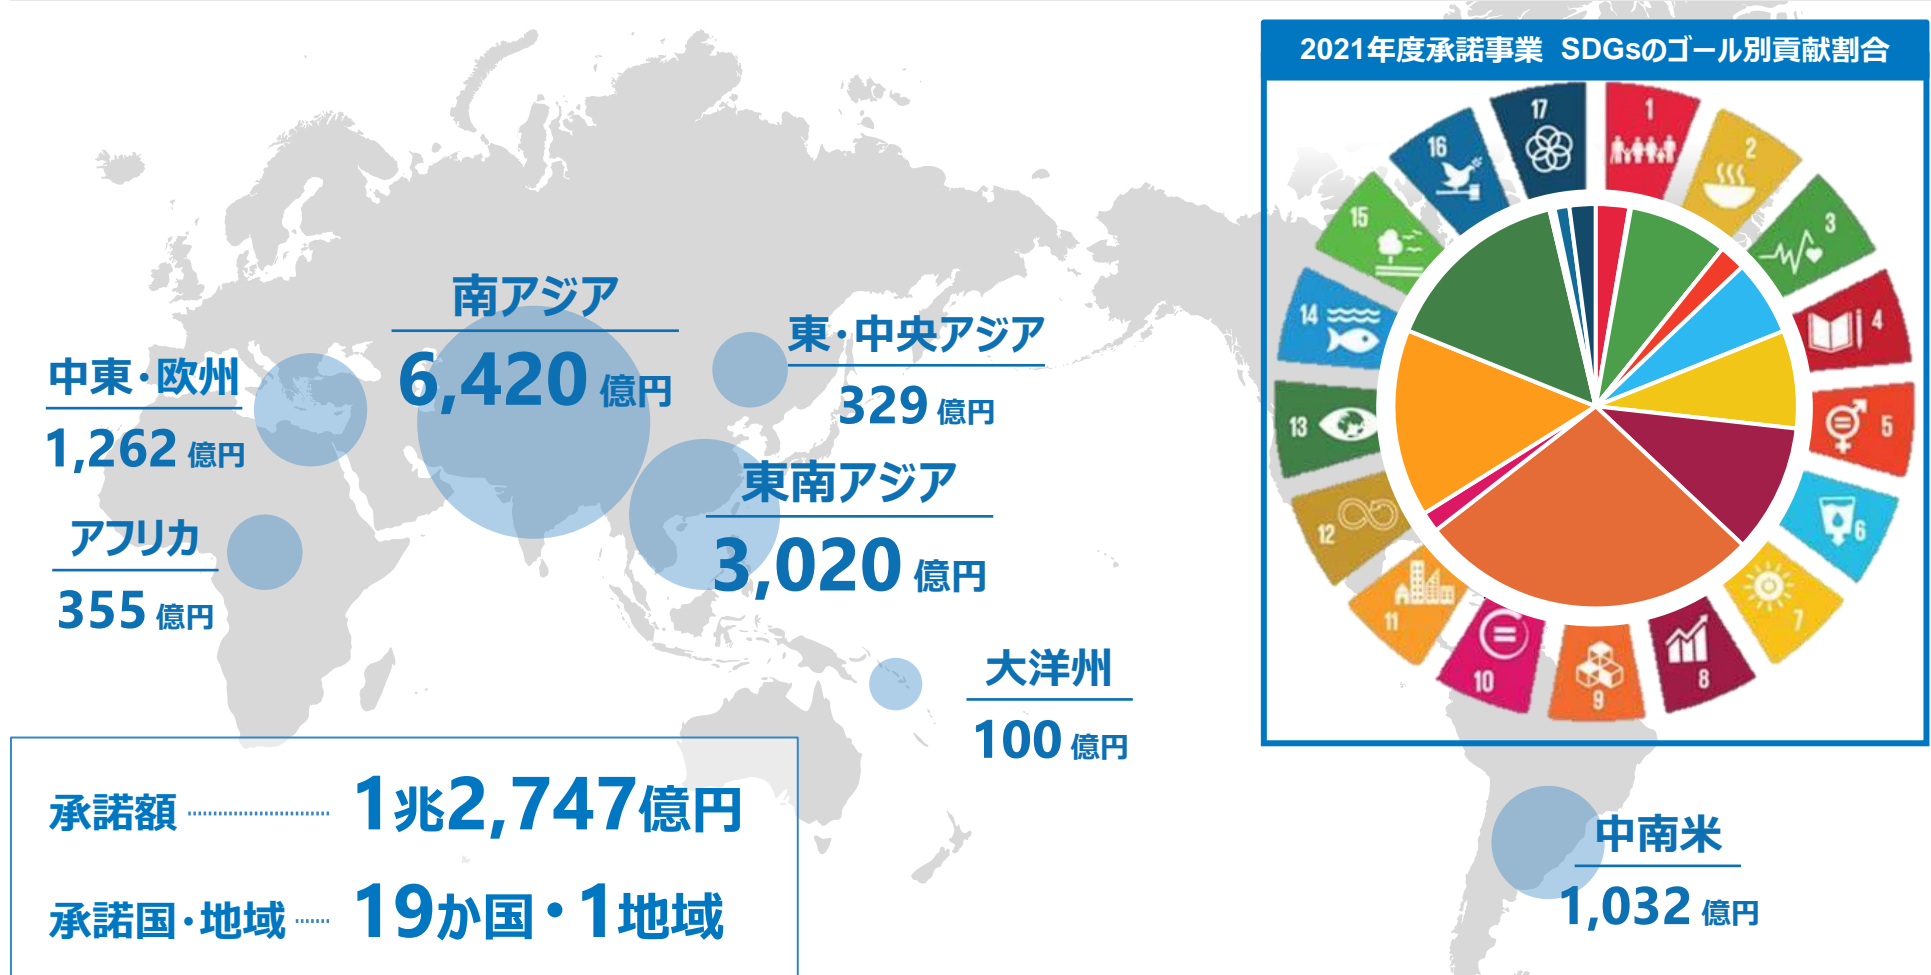 2021年度承諾事業 SDGsのゴール別貢献割合
17
1
16
2
15
3
14
4
13
5
12
6
11
7
10
9
8
南アジア
6,420 億円
東・中央アジア
329 億円
中東・欧州
1,262 億円
東南アジア
3,020 億円
アフリカ
355 億円
大洋州
100 億円
中南米
1,032 億円
承諾額 1兆2,747億円
承諾国・地域 19か国・1地域